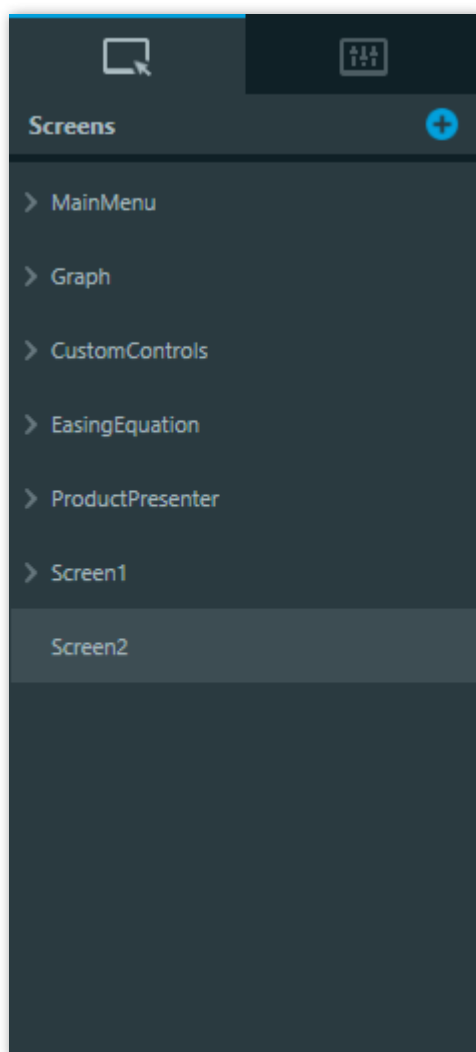 Screens
MainMenu
Graph
CustomControls
EasingEquation
ProductPresenter
Screen1
Screen2